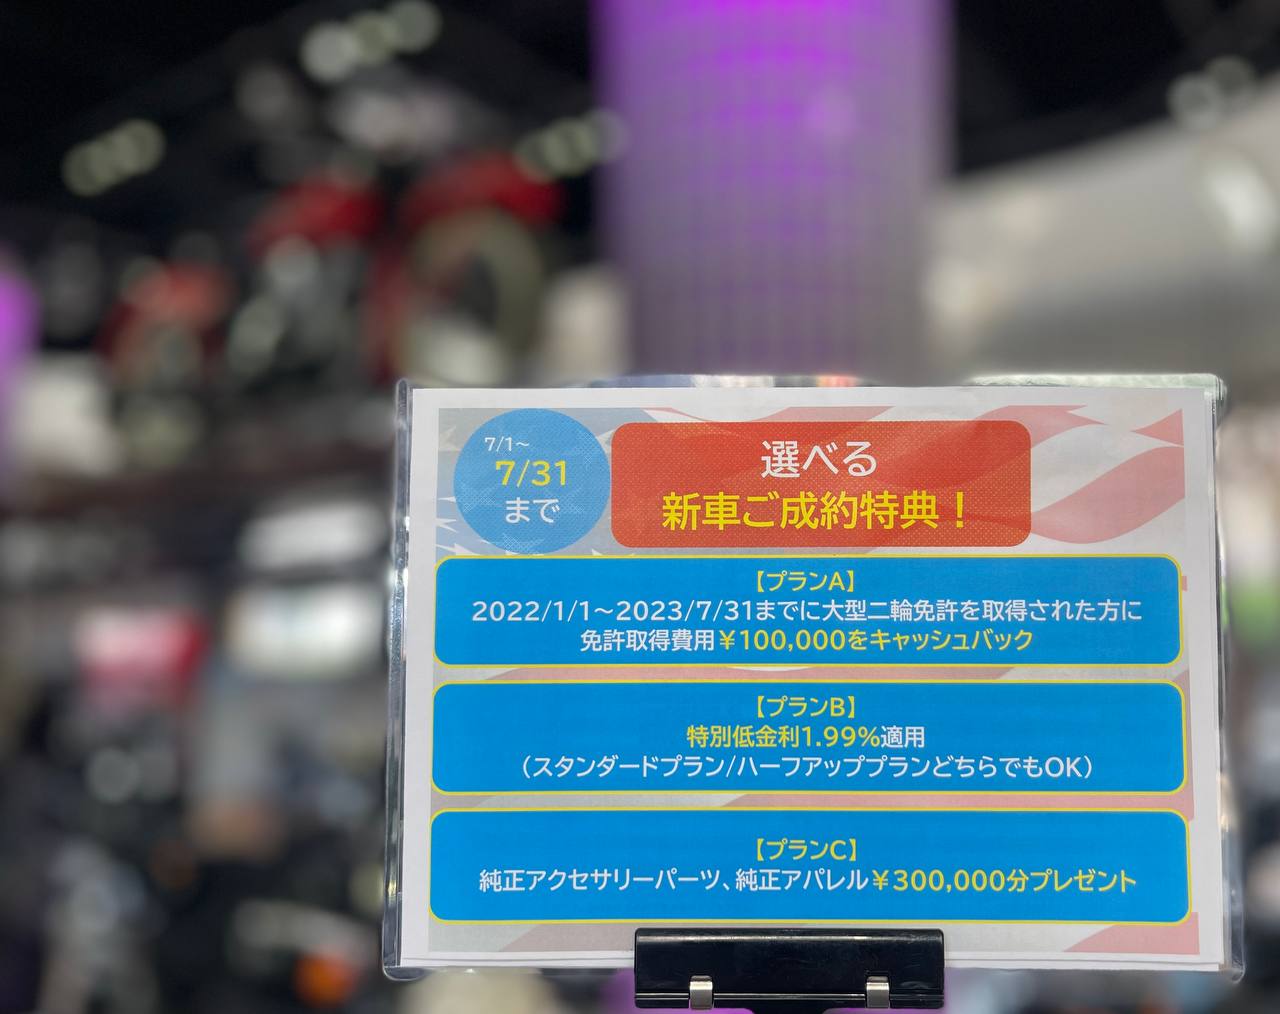 7/1～
7/31
まで
選べる
新車ご成約特典！
【プランA】
2022/1/1～2023/7/31までに大型二輪免許を取得された方に
免許取得費用￥100,000をキャッシュバック
【プランB】
特別低金利1.99%適用
（スタンダードプラン/ハーフアッププランどちらでもOK）
【プランC】
純正アクセサリーパーツ、純正アパレル￥300,000分プレゼント